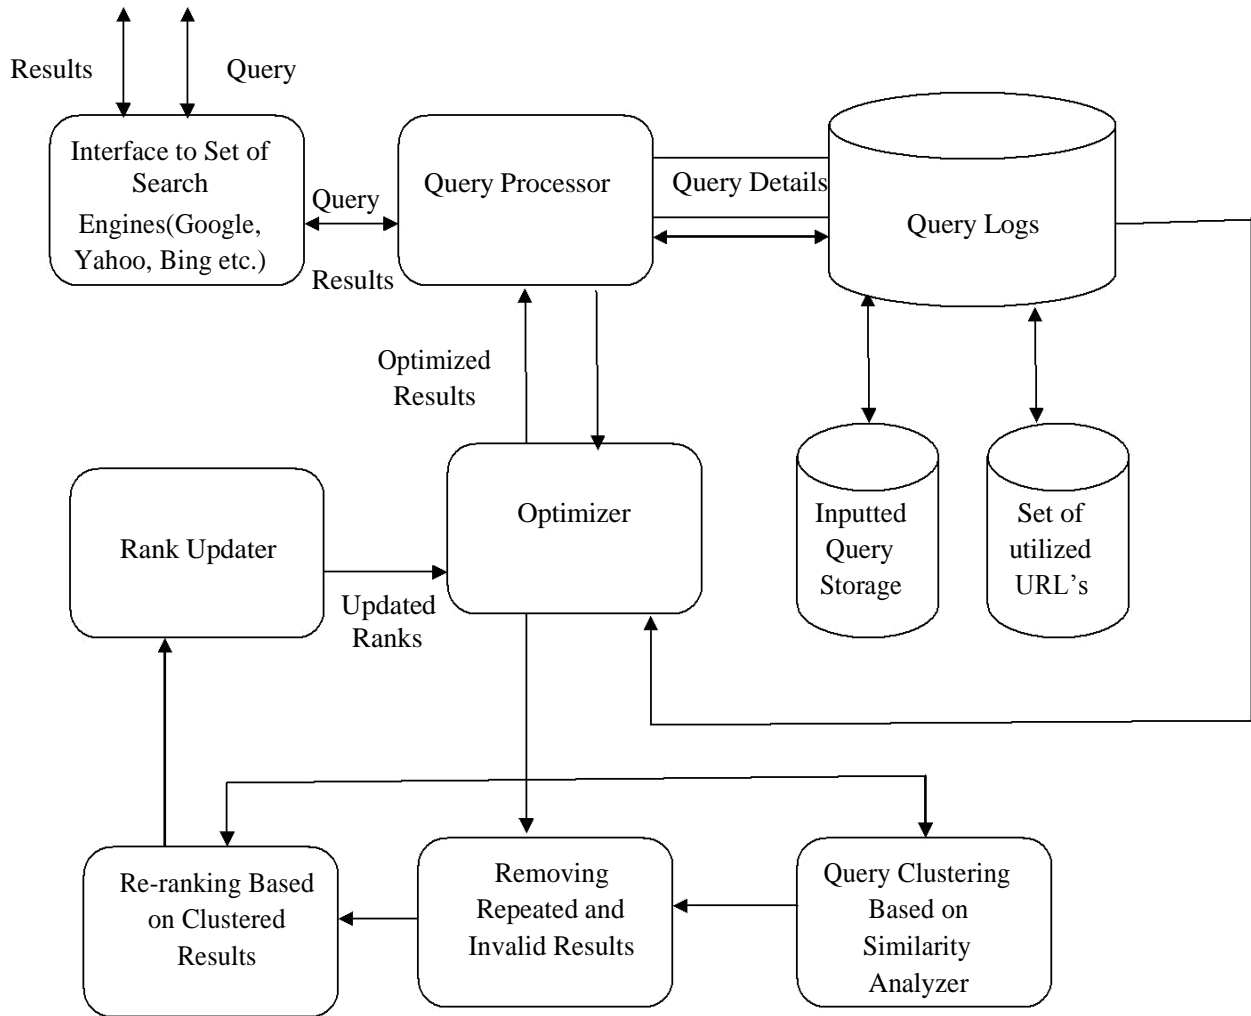 Results
Query
Interface to Set of
Search
Engines(Google,
Yahoo, Bing etc.)
Query
Results
Query Processor
Query Details
Query Logs
Optimized
Results
Rank Updater
Updated
Ranks
Optimizer
Inputted
Query
Storage
Set of
utilized
URL’s
Re-ranking Based
on Clustered
Results
Removing
Repeated and
Invalid Results
Query Clustering
Based on
Similarity
Analyzer